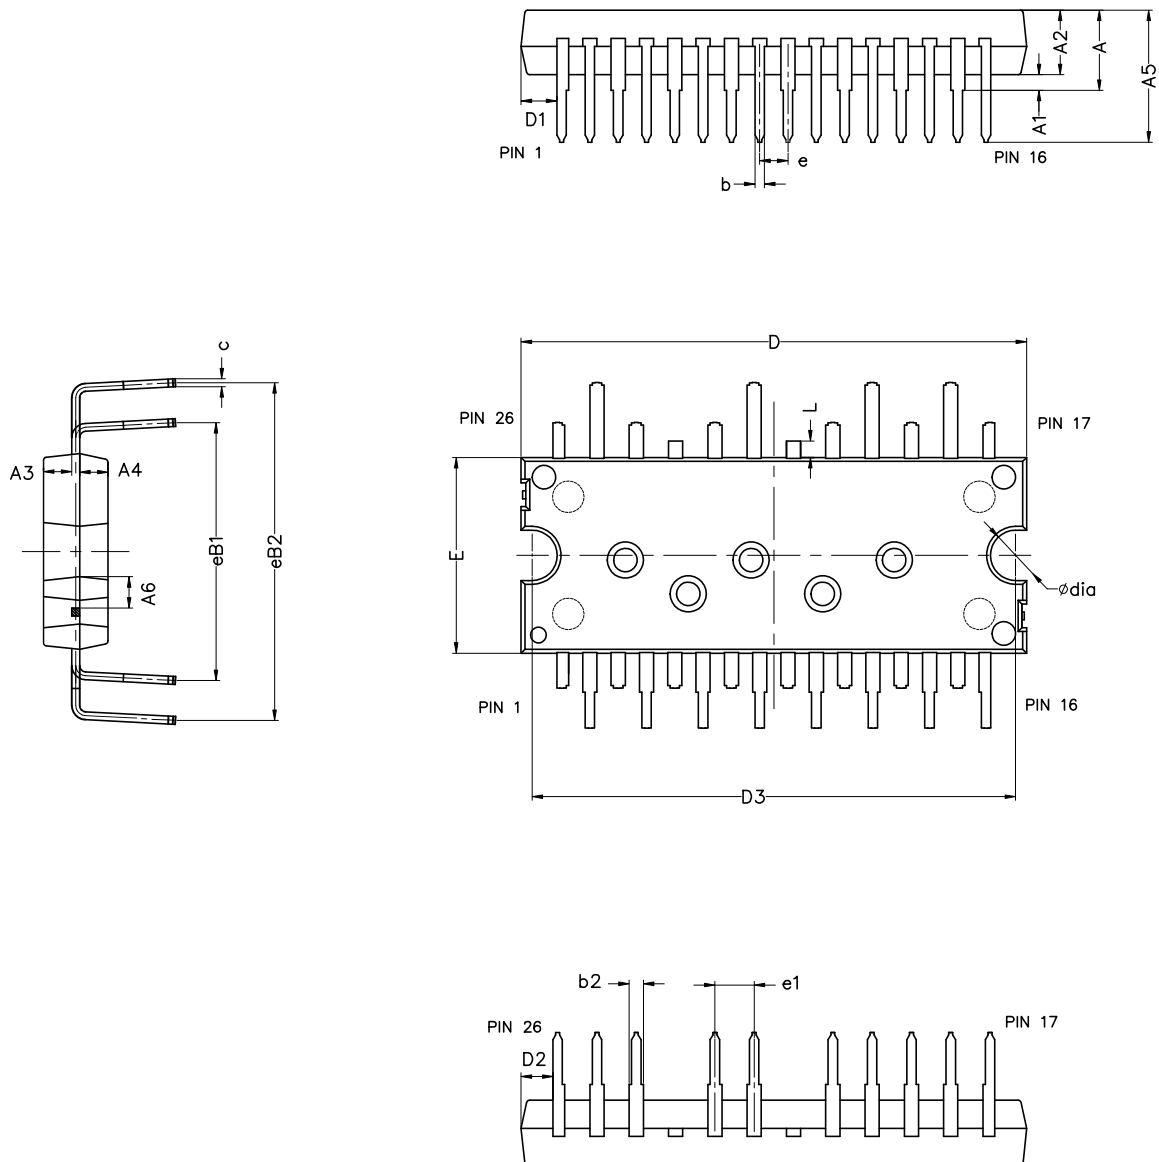 A2
A
A5
A1
D1
PIN 1
PIN 16
e
b
c
D
L
PIN 26
PIN 17
A3
A4
eB1
eB2
E
A6
Ødia
PIN 1
PIN 16
D3
b2
e1
PIN 26
PIN 17
D2